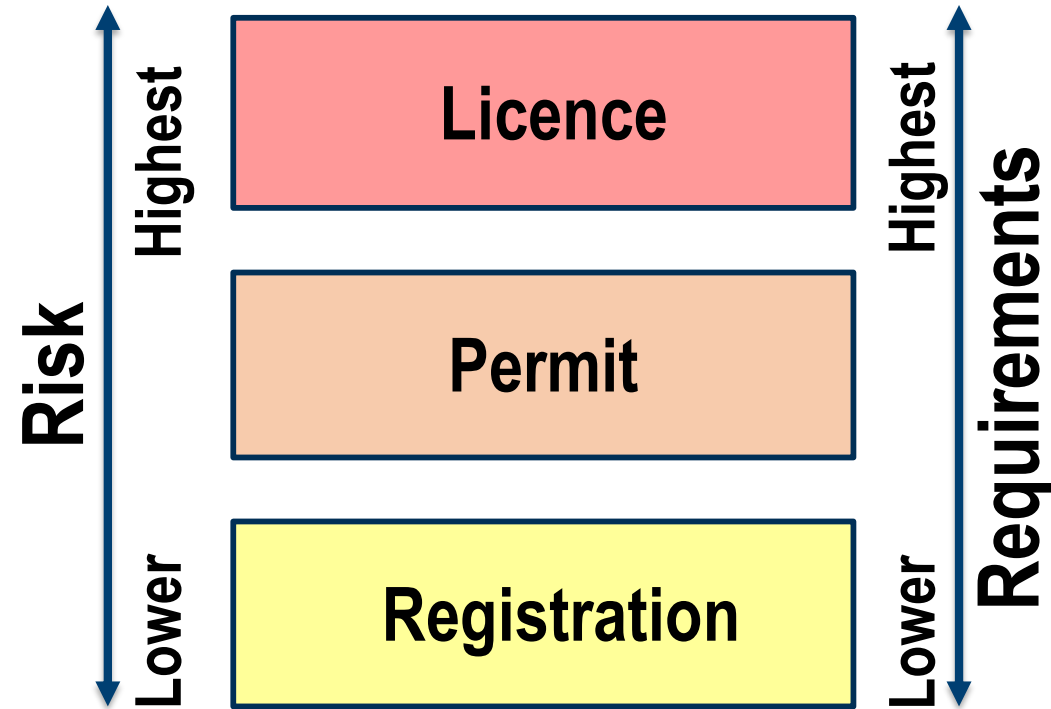 Risk
Highest
Lower
Licence
Permit
Registration
Highest
Lower
Requirements